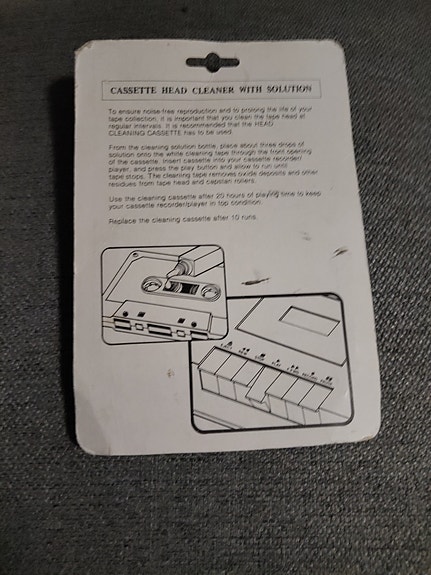 CASSETTE HEAD CLEANER WITH SOLUTION
To ensure noise-free reproduction and to prolong the life of your
tape collection, it is important that you clean the tape head at
regular intervals. It is recommended that the HEAD
CLEANING CASSETTE has to be used.
From the cleaning solution bottle, place about three drops of
solution onto the white cleaning tape through the front opening
of the cassette. Insert cassette into your cassette recorder/
player, and press the play button and allow to run until
tape stops. The cleaning tape removes oxide deposits and other
residues from tape head and capstan rollers.
Use the cleaning cassette after 25 hours of playing time to keep
your cassette recorder/player in top condition.
Replace the cleaning cassette after 10 runs.